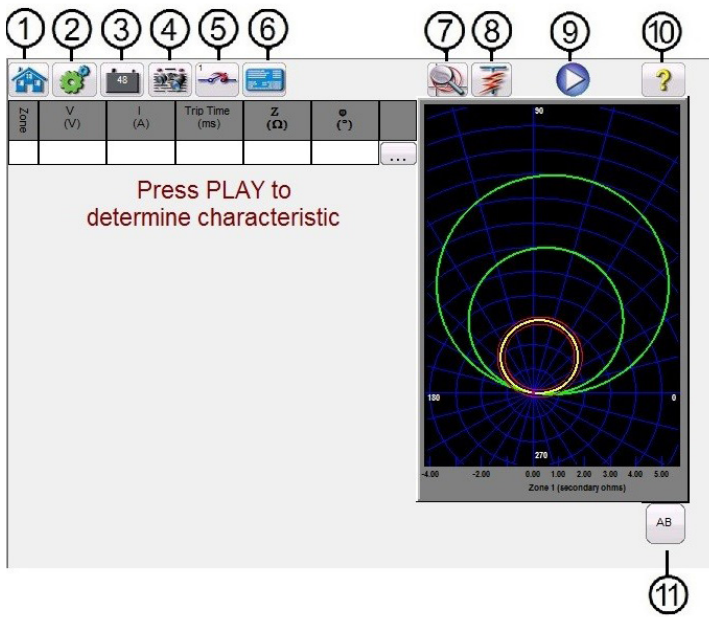 1 2 3 4 5 6 7 8 9 10
48 1 ?
Zone V (V) I (A) Trip Time (ms) Z (Ω) φ (°)
...
Press PLAY to
determine characteristic
90
180 0
270
-4.00 -2.00 0.00 1.00 2.00 3.00 4.00 5.00
Zone 1 (secondary ohms)
AB
11